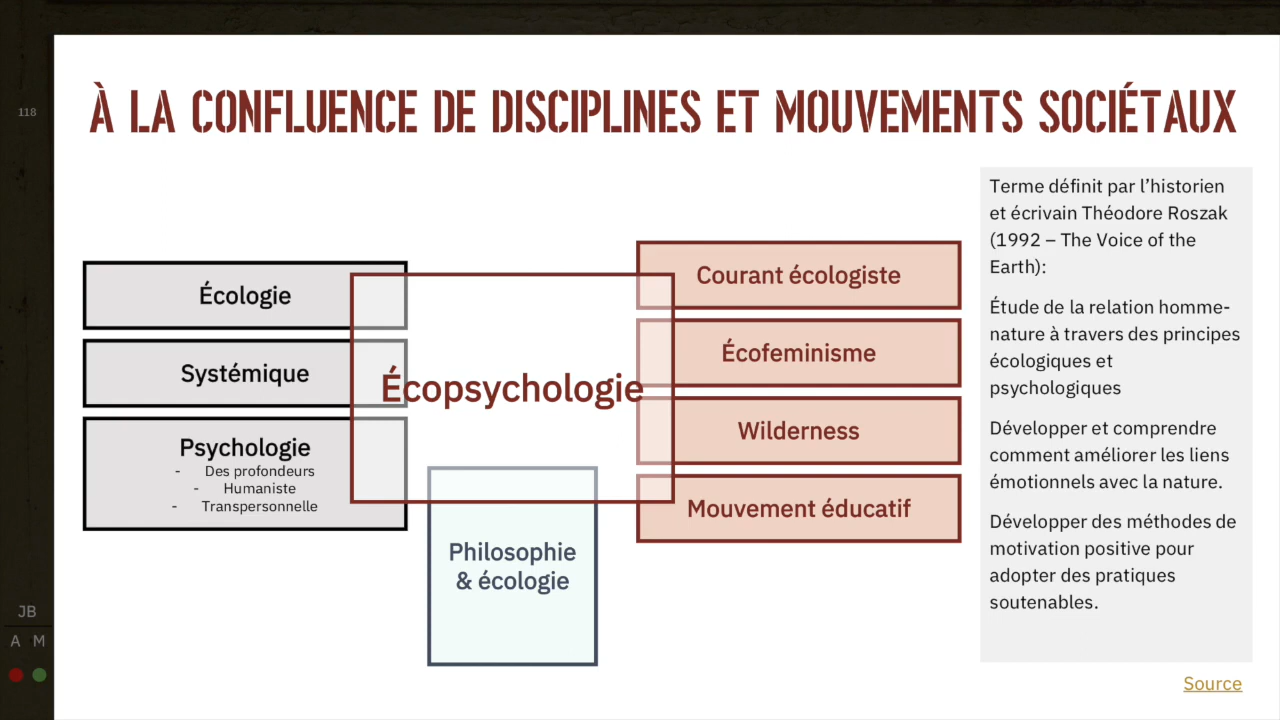 118
À LA CONFLUENCE DE DISCIPLINES ET MOUVEMENTS SOCIÉTAUX
Écologie
Systémique
Psychologie
- Des profondeurs
- Humaniste
- Transpersonnelle
Écopsychologie
Philosophie
& écologie
Courant écologiste
Écofeminisme
Wilderness
Mouvement éducatif
Terme définit par l’historien
et écrivain Théodore Roszak
(1992 – The Voice of the
Earth):
Étude de la relation homme-
nature à travers des principes
écologiques et
psychologiques
Développer et comprendre
comment améliorer les liens
émotionnels avec la nature.
Développer des méthodes de
motivation positive pour
adopter des pratiques
soutenables.
Source
JB
A M